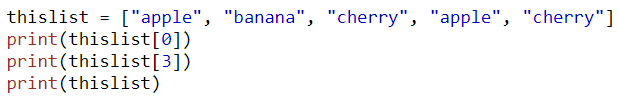 thislist = ["apple", "banana", "cherry", "apple", "cherry"]
print(thislist[0])
print(thislist[3])
print(thislist)